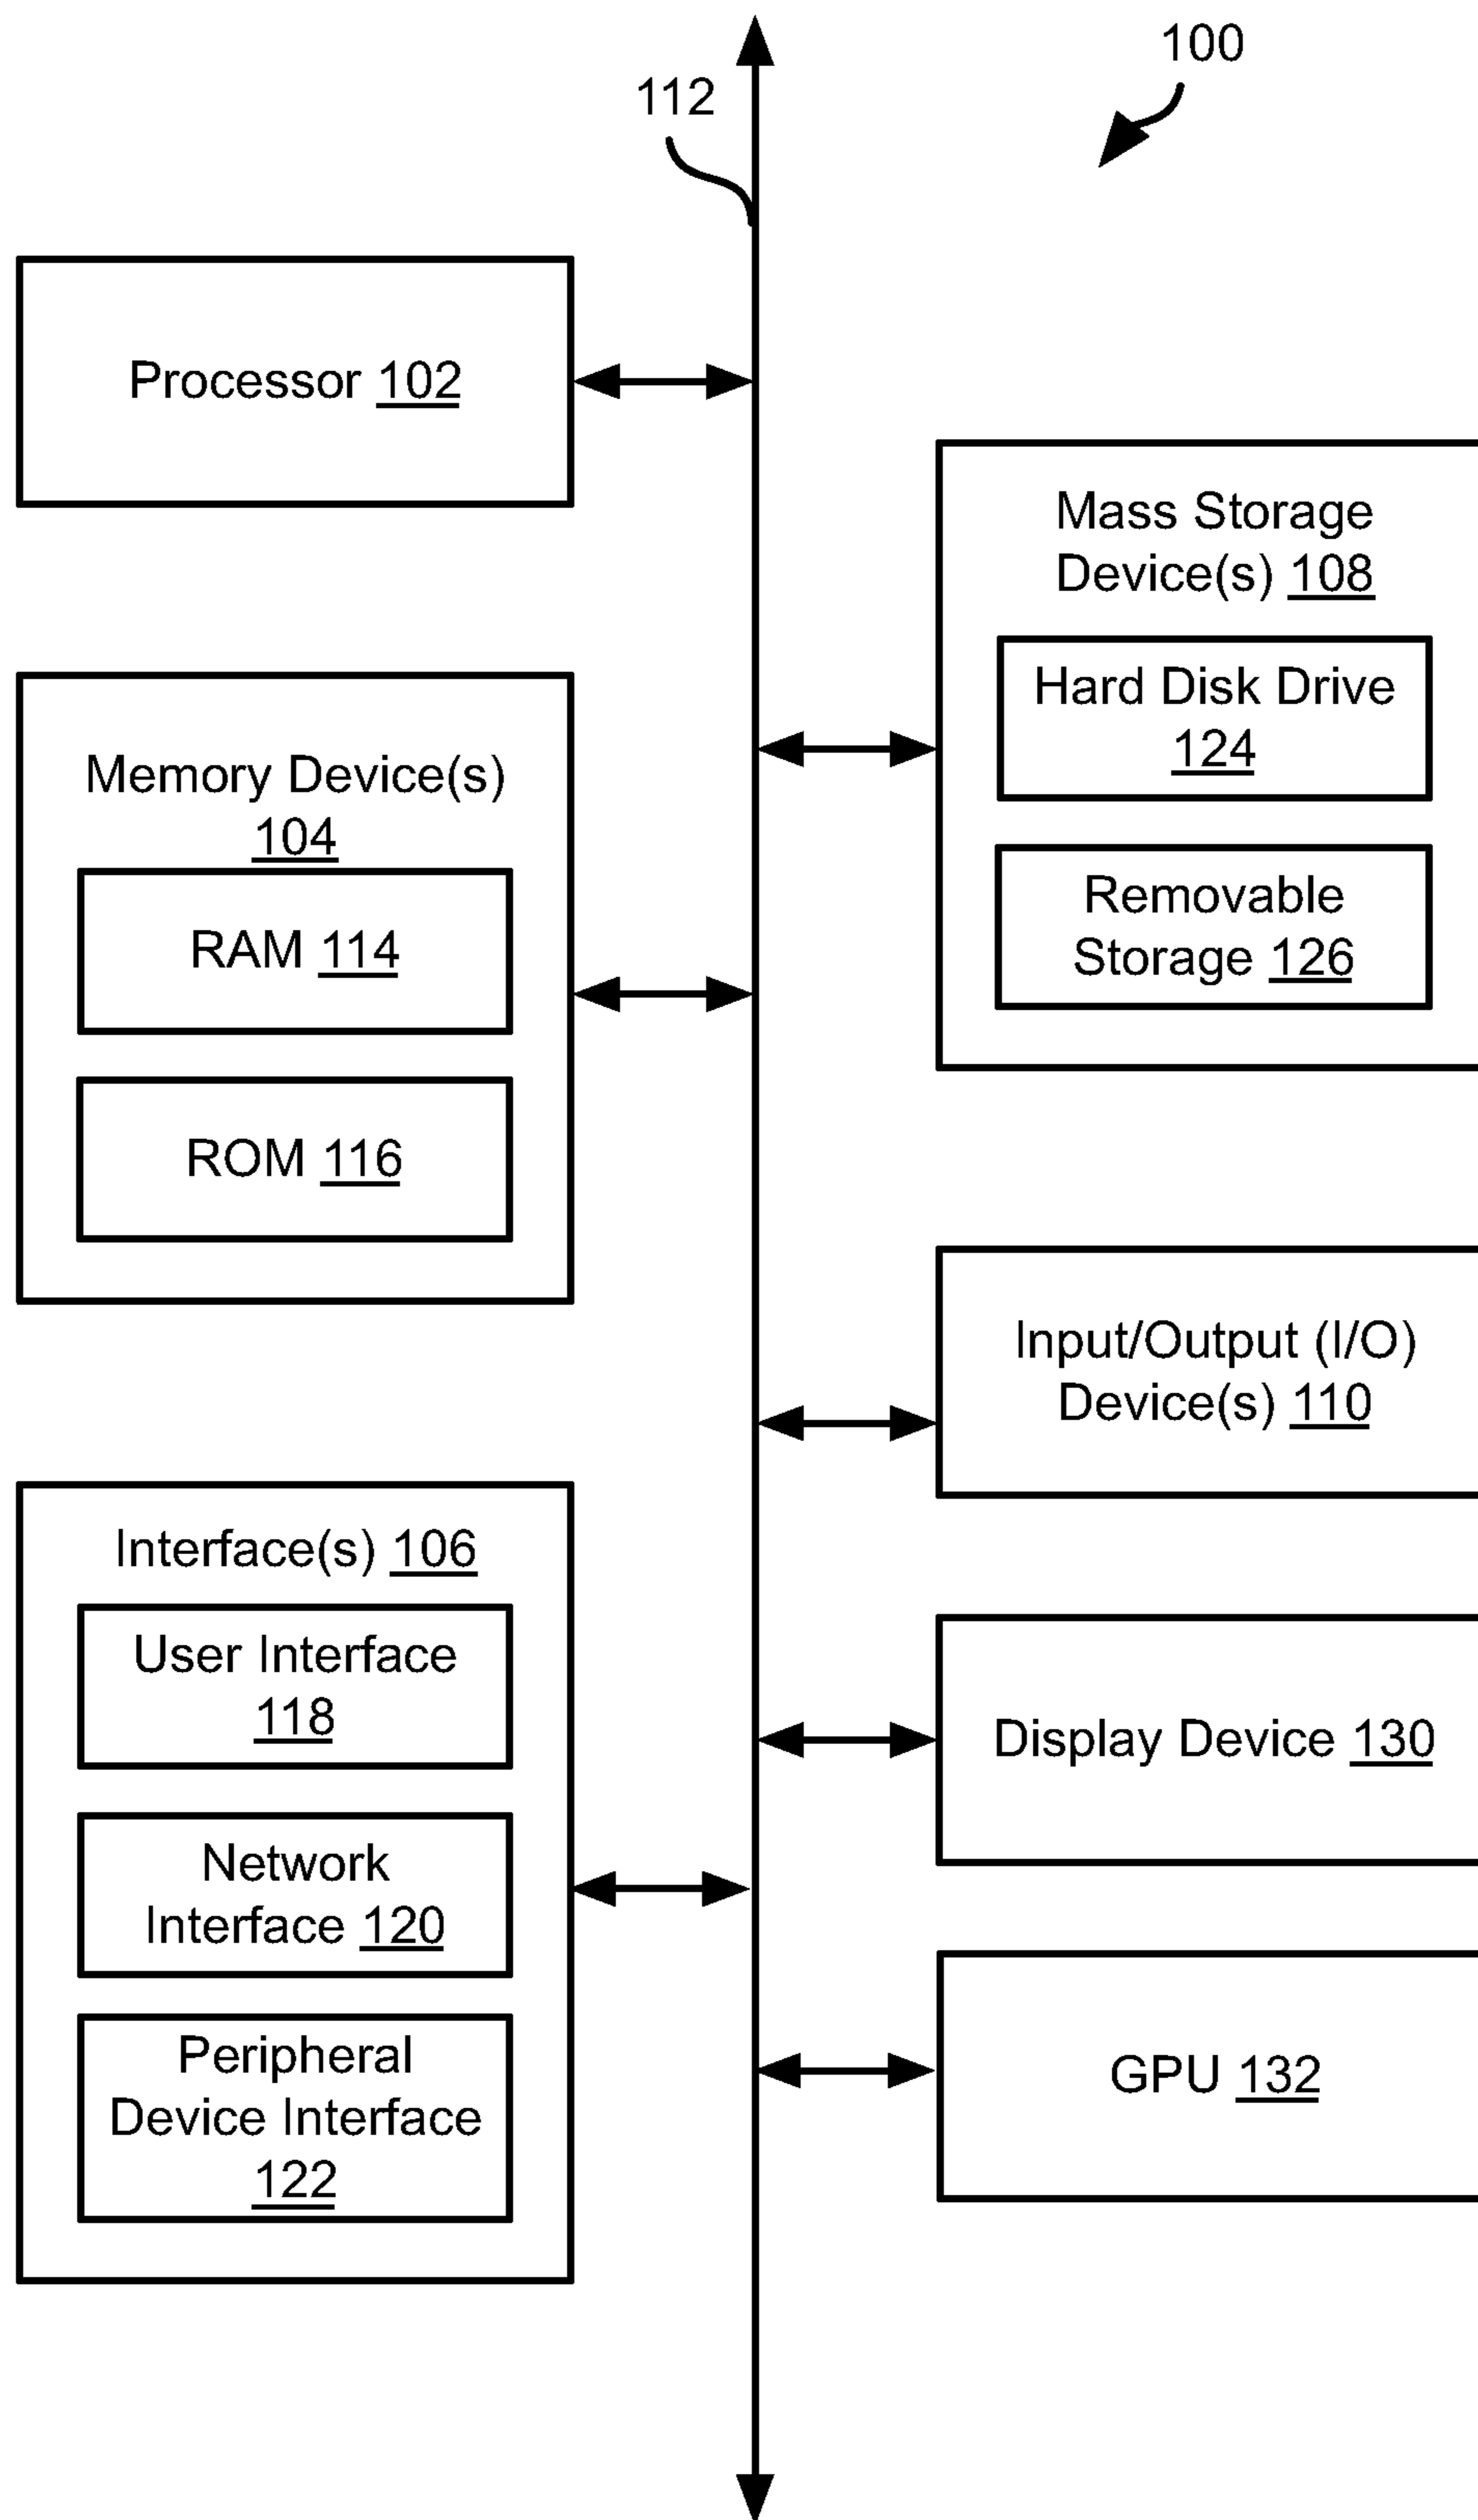 100
112
Processor 102
Mass Storage
Device(s) 108
Hard Disk Drive
124
Removable
Storage 126
Memory Device(s)
104
RAM 114
ROM 116
Input/Output (I/O)
Device(s) 110
Interface(s) 106
User Interface
118
Network
Interface 120
Peripheral
Device Interface
122
Display Device 130
GPU 132